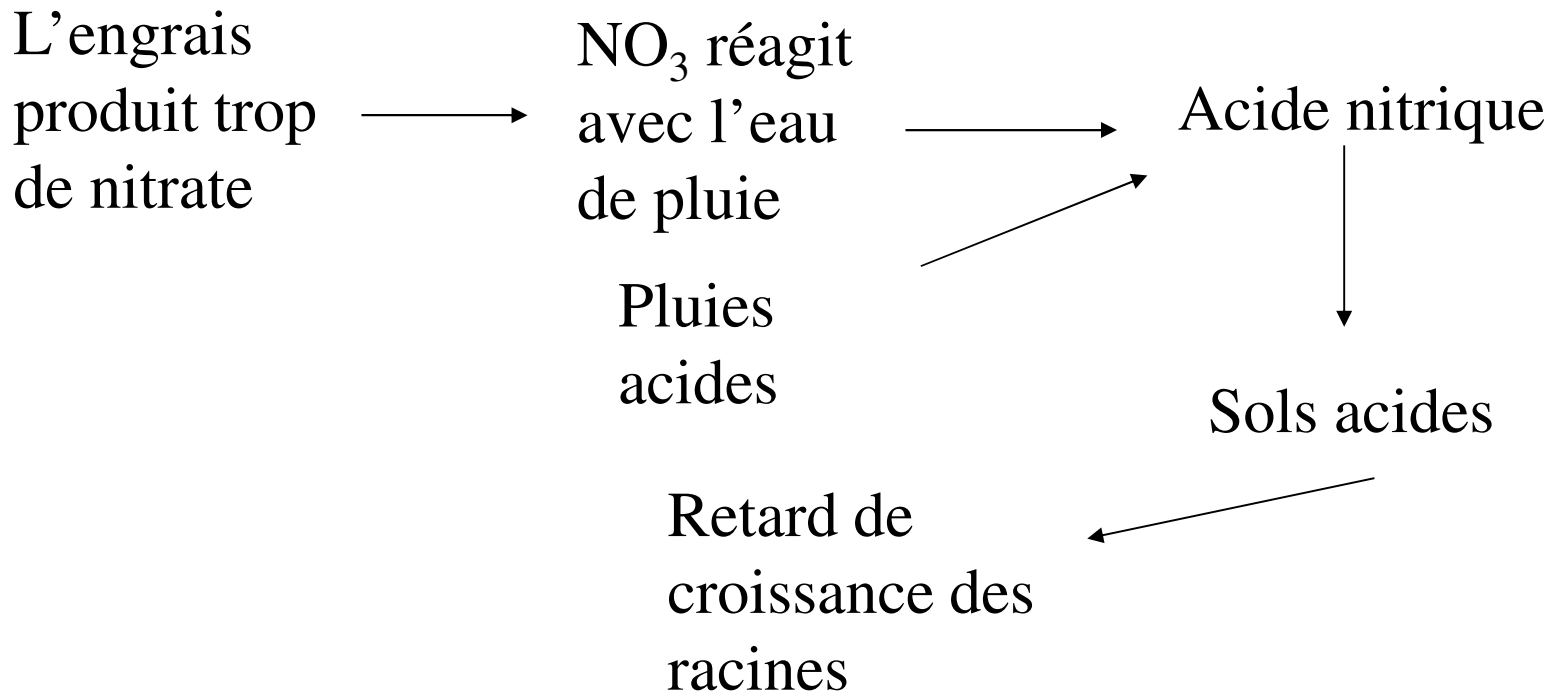 L’engrais
produit trop
de nitrate
NO₃ réagit
avec l’eau
de pluie
Acide nitrique
Pluies
acides
Sols acides
Retard de
croissance des
racines